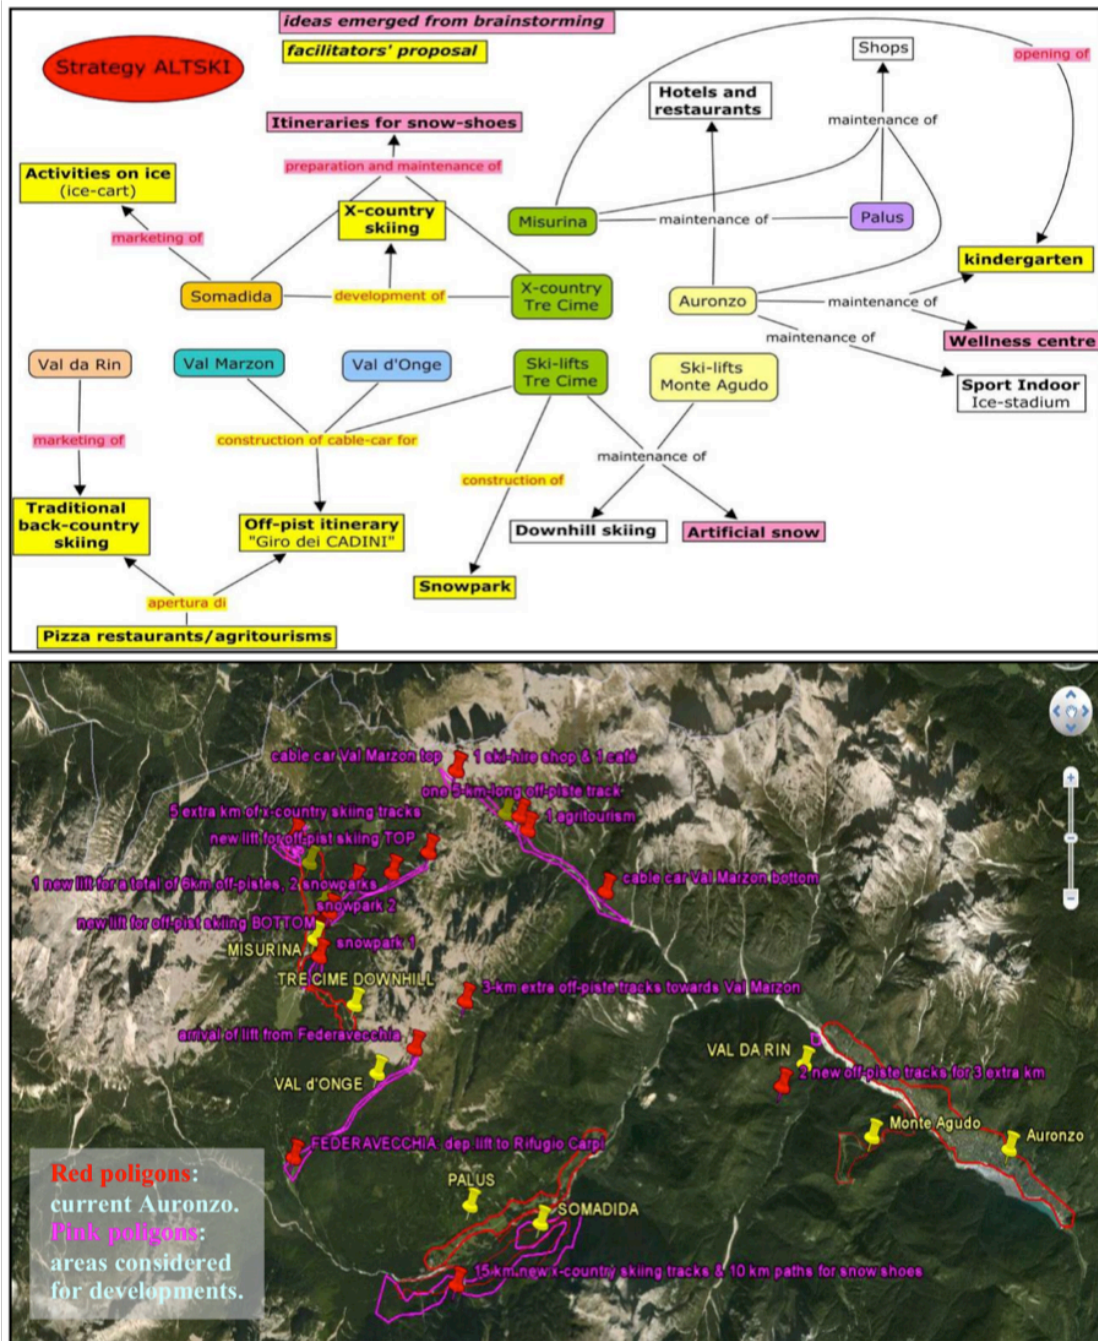 ideas emerged from brainstorming
facilitators' proposal
Strategy ALTSKI
Shops
opening of
Hotels and
restaurants
Itineraries for snow-shoes
maintenance of
preparation and maintenance of
Activities on ice
(ice-cart)
X-country
skiing
Misurina
maintenance of
Palus
marketing of
kindergarten
Somadida
development of
X-country
Tre Cime
Auronzo
maintenance of
maintenance of
Wellness centre
Val da Rin
Val Marzon
Val d'Onge
Ski-lifts
Tre Cime
Ski-lifts
Monte Agudo
Sport Indoor
Ice-stadium
marketing of
construction of cable-car for
maintenance of
construction of
Traditional
back-country
skiing
Off-pist itinerary
"Giro dei CADINI"
Downhill skiing
Artificial snow
Snowpark
apertura di
Pizza restaurants/agritourisms
cable car Val Marzon top
1 ski-hire shop & 1 café
one 5-km-long off-piste track
5 extra km of x-country skiing tracks
1 agritourism
new lift for off-pist skiing TOP
1 new lift for a total of 6km off-pistes, 2 snowparks
cable car Val Marzon bottom
snowpark 2
new lift for off-pist skiing BOTTOM
MISURINA
snowpark 1
TRE CIME DOWNHILL
3-km extra off-piste tracks towards Val Marzon
arrival of lift from Federavecchia
VAL DA RIN
VAL d'ONGE
2 new off-piste tracks for 3 extra km
Monte Agudo
Auronzo
FEDERAVECCHIA. dep lift to Rifugio Carpi
PALUS
SOMADIDA
15 km new x-country skiing tracks & 10 km paths for snow shoes
Red poligons:
current Auronzo.
Pink poligons:
areas considered
for developments.